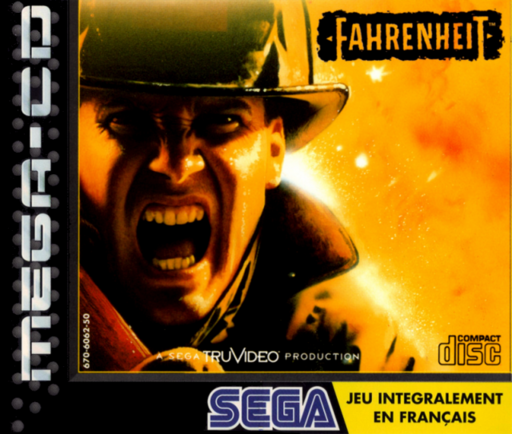 MEGA-CD
FAHRENHEIT
670-6062-50
A SEGA TRUVIDEO PRODUCTION
COMPACT
disc
SEGA
JEU INTEGRALEMENT
EN FRANÇAIS